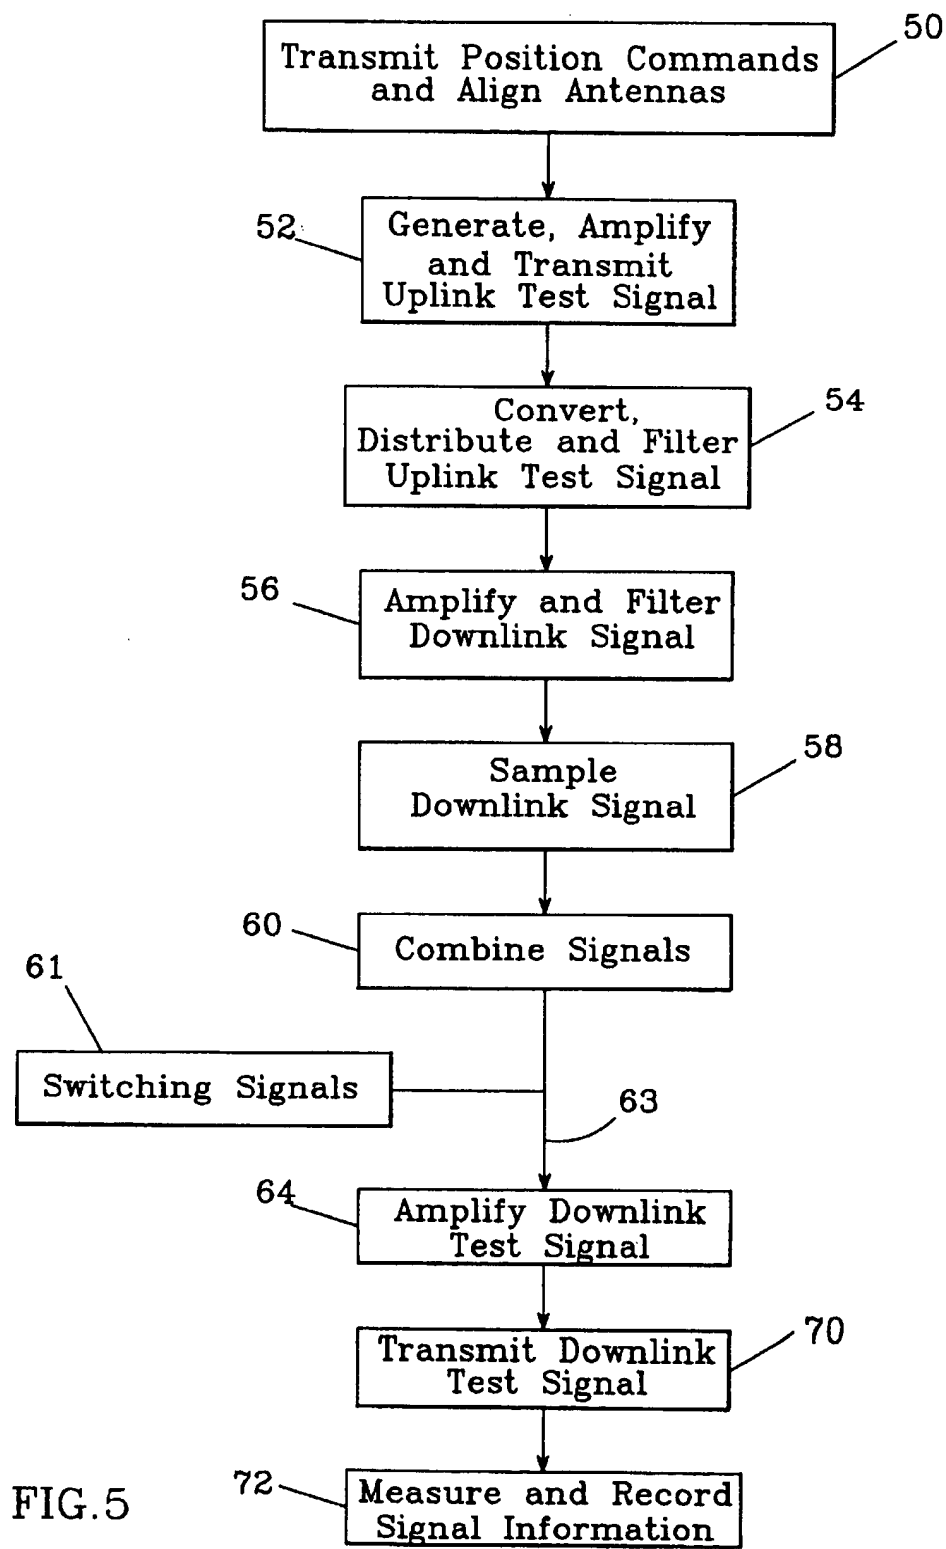 50
Transmit Position Commands
and Align Antennas
52
Generate, Amplify
and Transmit
Uplink Test Signal
54
Convert,
Distribute and Filter
Uplink Test Signal
56
Amplify and Filter
Downlink Signal
58
Sample
Downlink Signal
60
Combine Signals
61
Switching Signals
63
64
Amplify Downlink
Test Signal
70
Transmit Downlink
Test Signal
72
Measure and Record
Signal Information
FIG.5